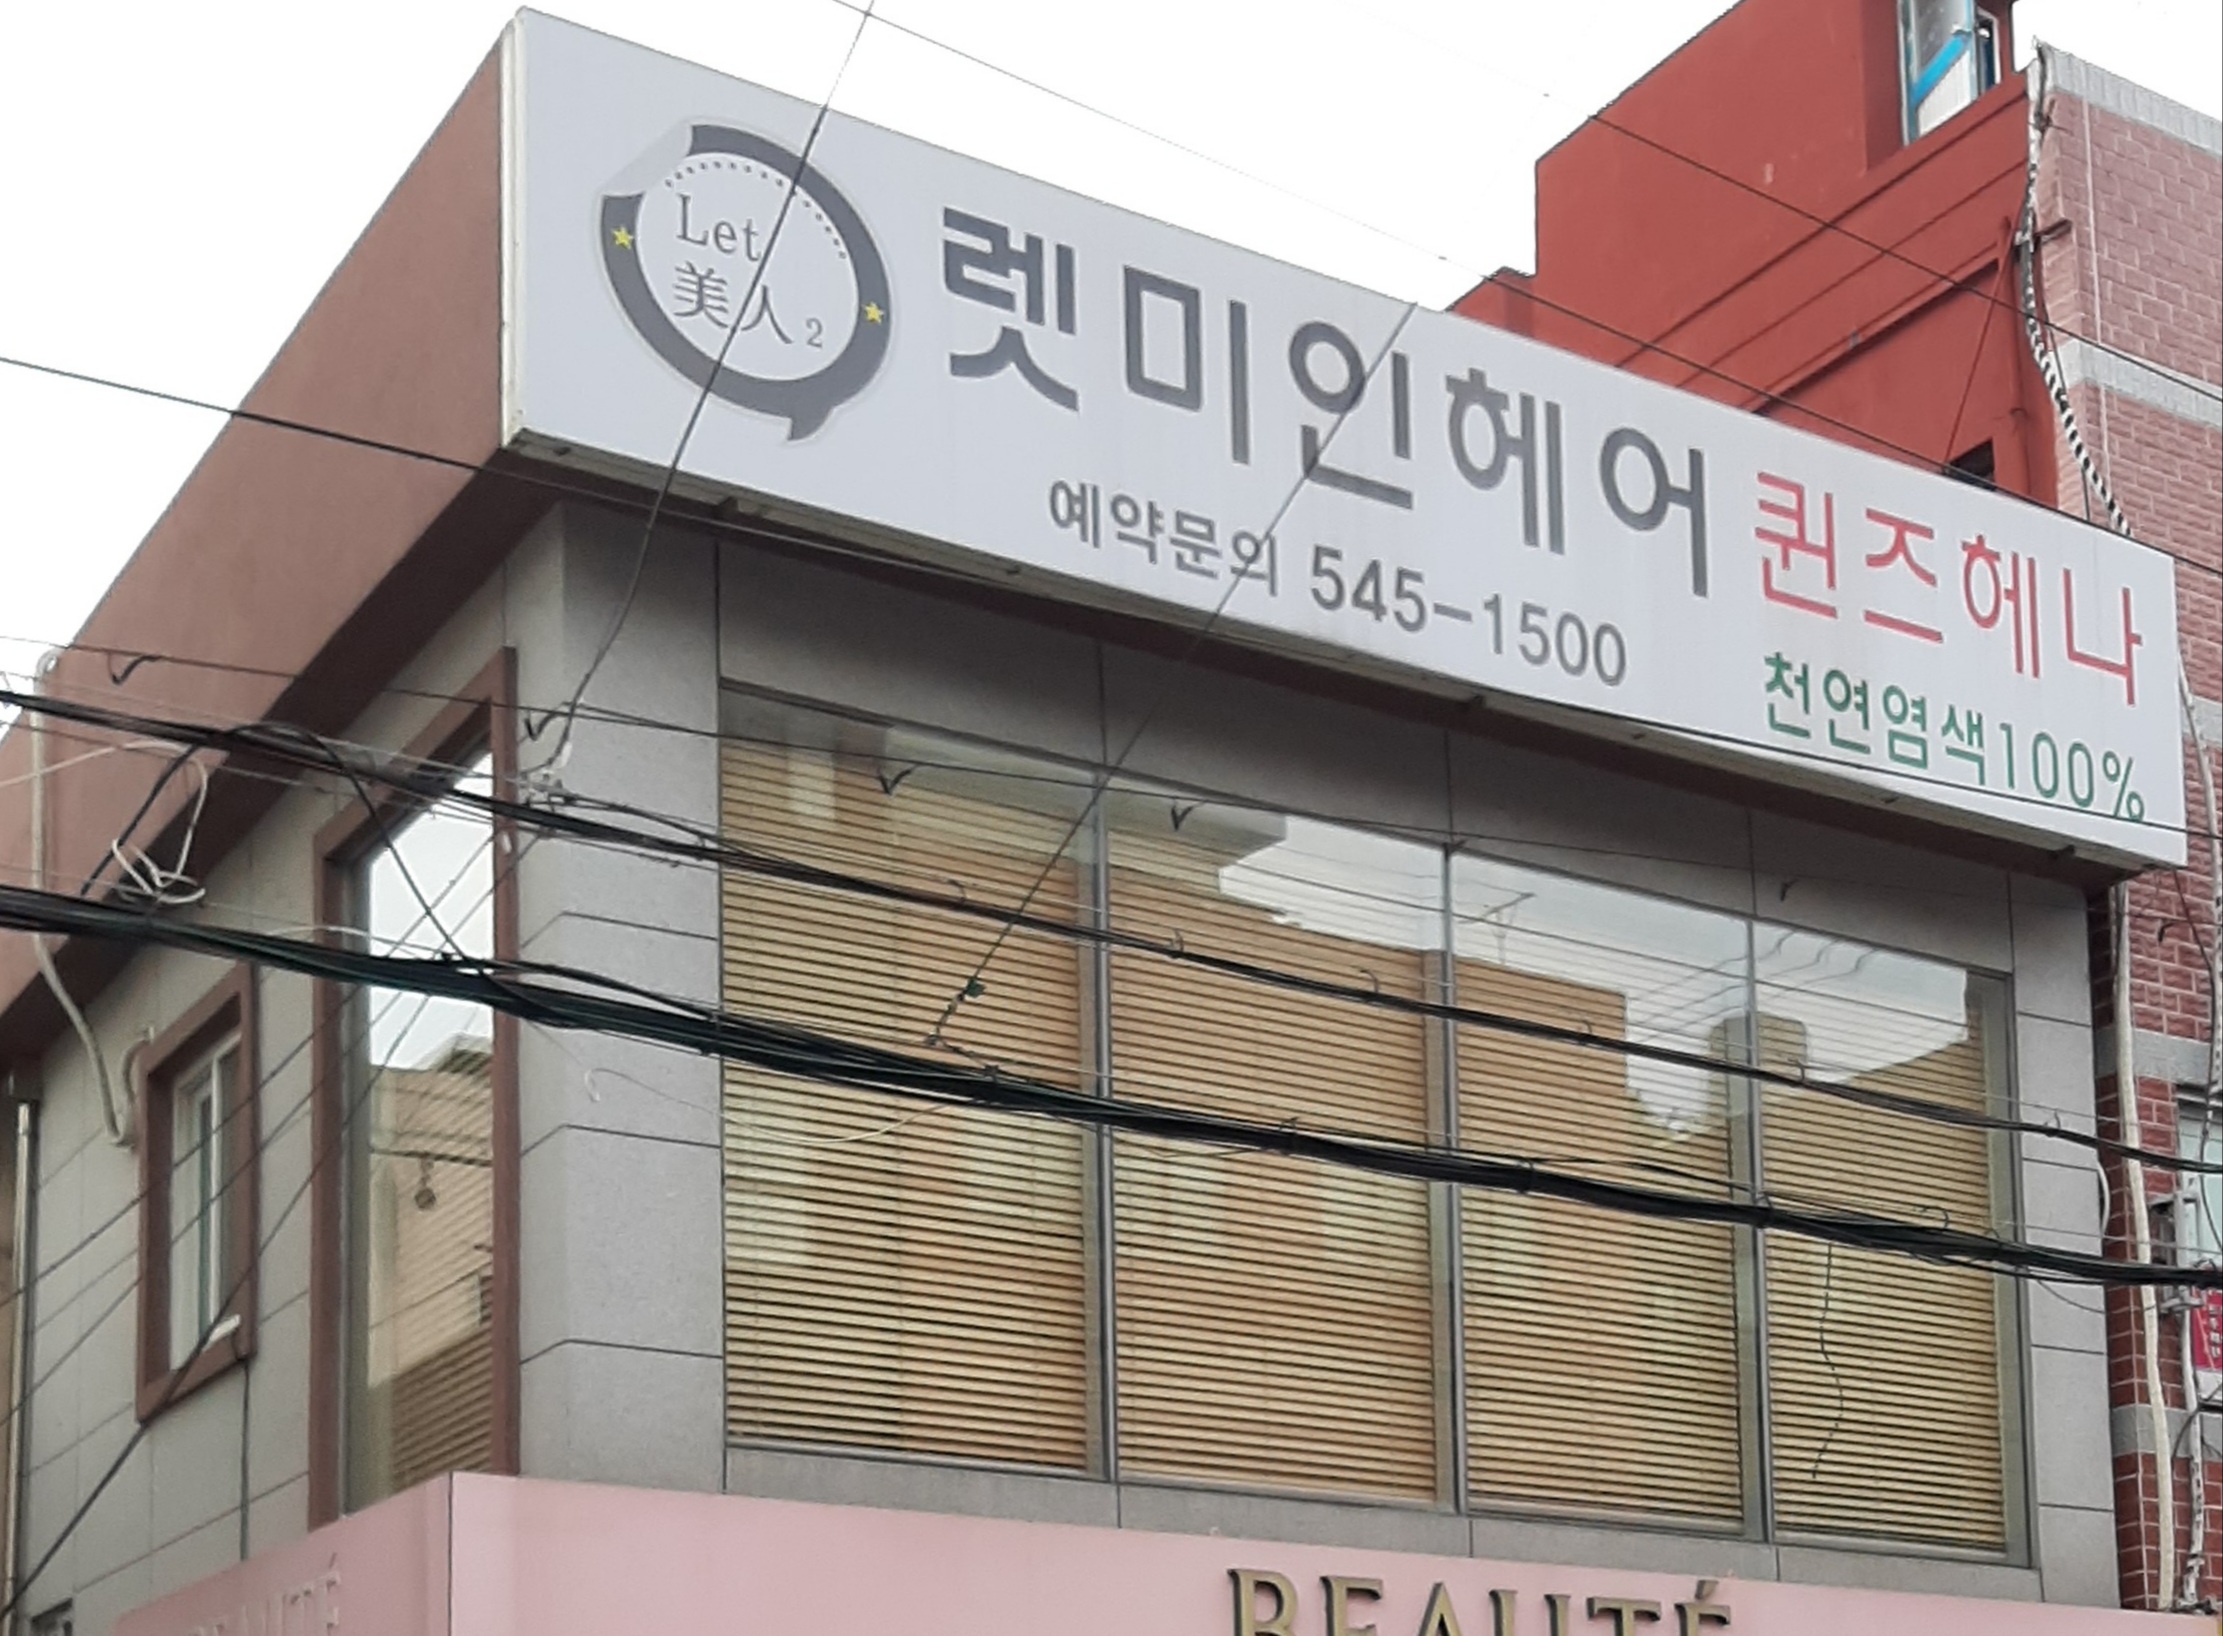 Let
美人2
렛미인헤어
예약문의 545-1500
퀸즈헤나
천연염색100%
BEAUTÉ